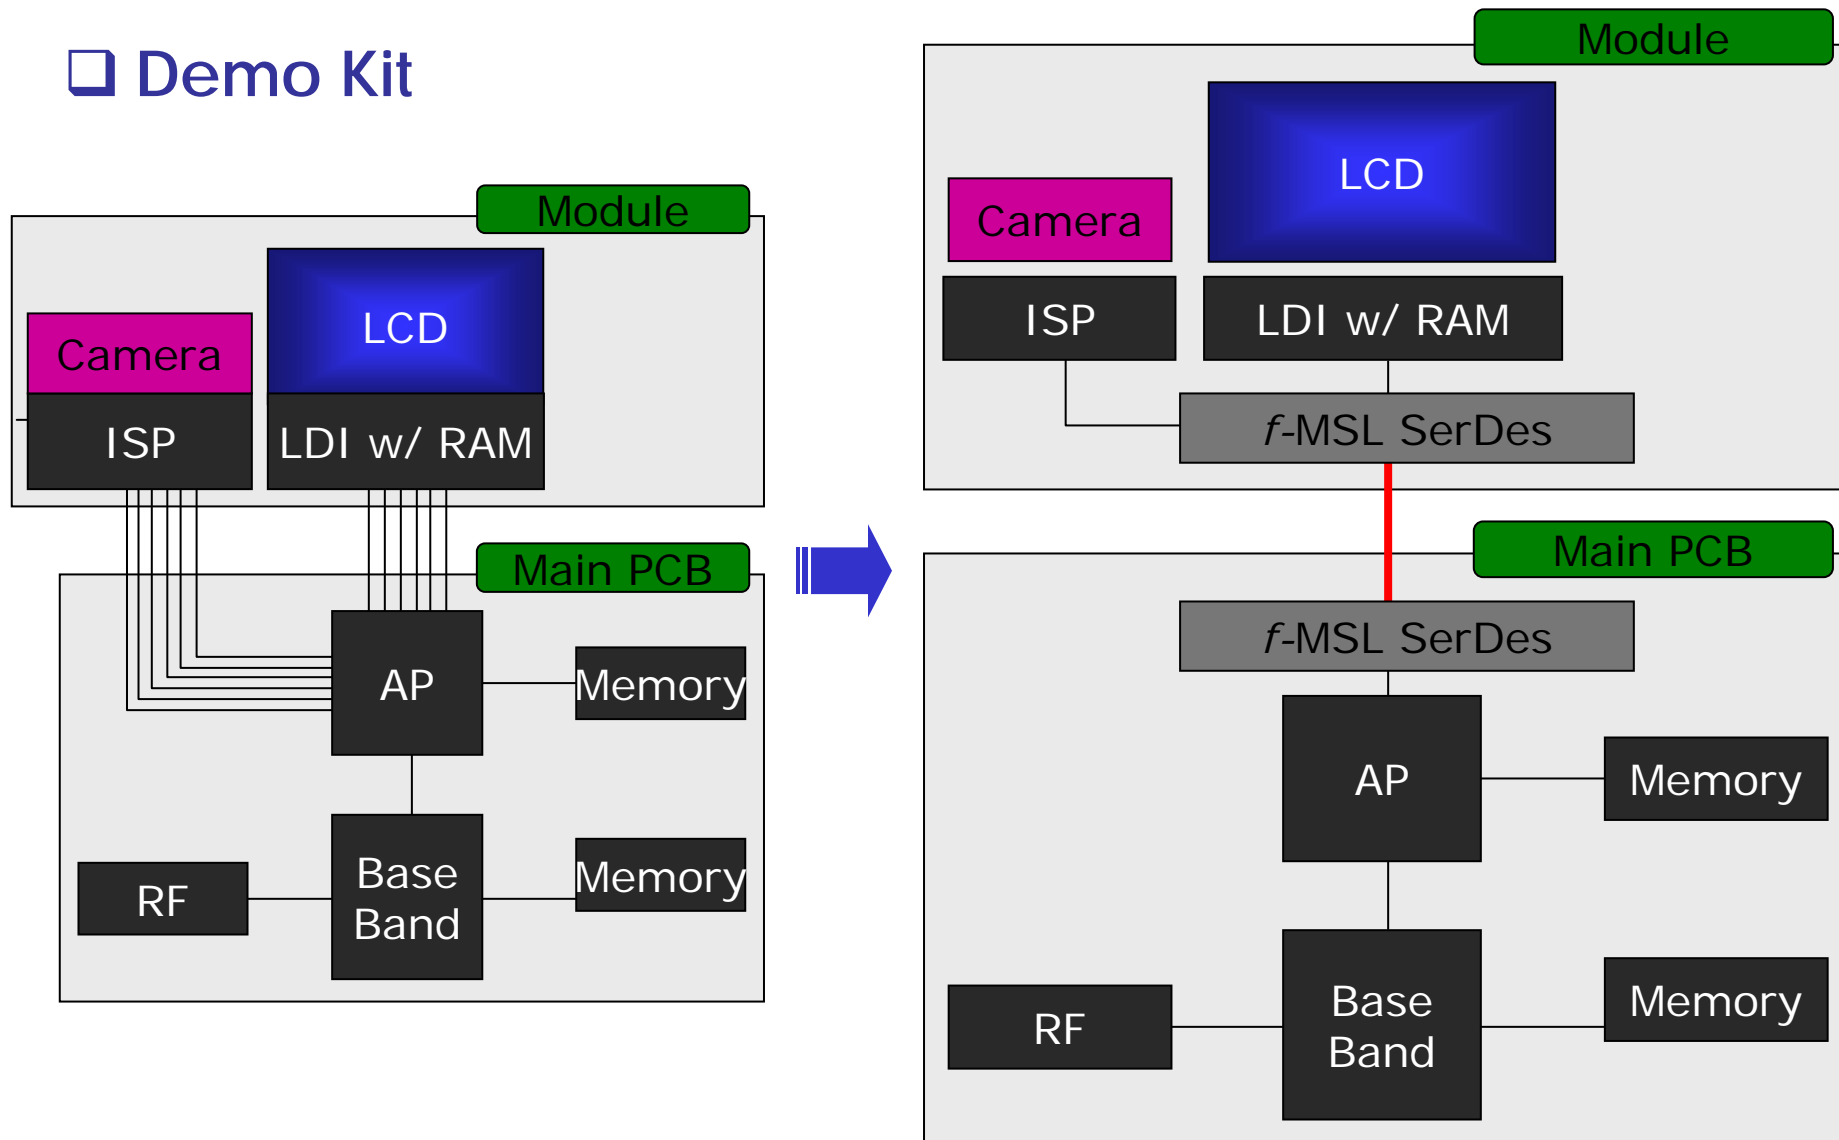 ❑ Demo Kit
Module
LCD
Camera
ISP
LDI w/ RAM
Main PCB
AP
Memory
Base
Band
Memory
RF
Module
LCD
Camera
ISP
LDI w/ RAM
f-MSL SerDes
Main PCB
f-MSL SerDes
AP
Memory
Base
Band
Memory
RF